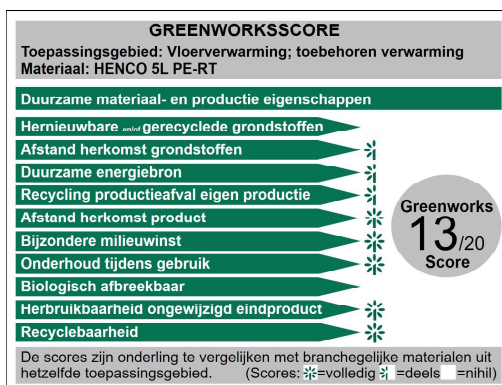 GREENWORKSSCORE
Toepassingsgebied: Vloerverwarming; toebehoren verwarming
Materiaal: HENCO 5L PE-RT
Duurzame materiaal- en productie eigenschappen
Hernieuwbare en/of gerecyclede grondstoffen
Afstand herkomst grondstoffen
Duurzame energiebron
Recycling productieafval eigen productie
Afstand herkomst product
Bijzondere milieuwinst
Onderhoud tijdens gebruik
Biologisch afbreekbaar
Herbruikbaarheid ongewijzigd eindproduct
Recyclebaarheid
Greenworks
13/20
Score
De scores zijn onderling te vergelijken met branchegelijke materialen uit
hetzelfde toepassingsgebied. (Scores: =volledig =deels =nihil)